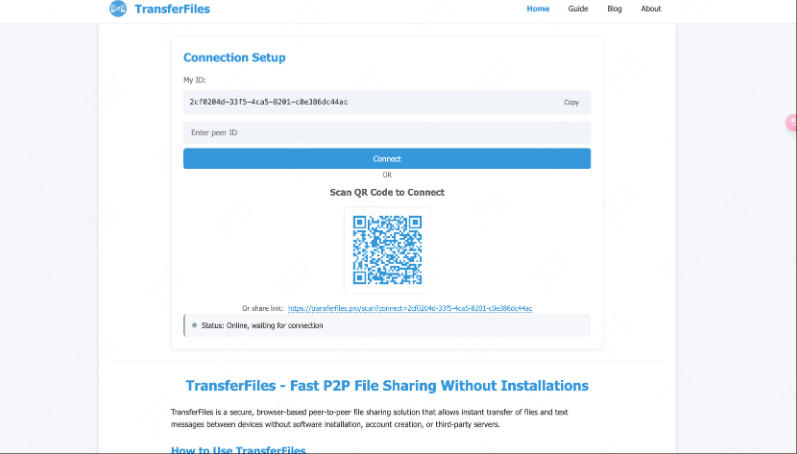 TransferFiles
Home Guide Blog About
Connection Setup
My ID:
2cf0204d-33f5-4ca5-8201-c0e386dc44ac
Copy
Enter peer ID
Connect
OR
Scan QR Code to Connect
Or share link: https://transferfiles.pro/scan?connect=2cf0204d-33f5-4ca5-8201-c0e386dc44ac
Status: Online, waiting for connection
TransferFiles - Fast P2P File Sharing Without Installations
TransferFiles is a secure, browser-based peer-to-peer file sharing solution that allows instant transfer of files and text
messages between devices without software installation, account creation, or third-party servers.
How to Use TransferFiles